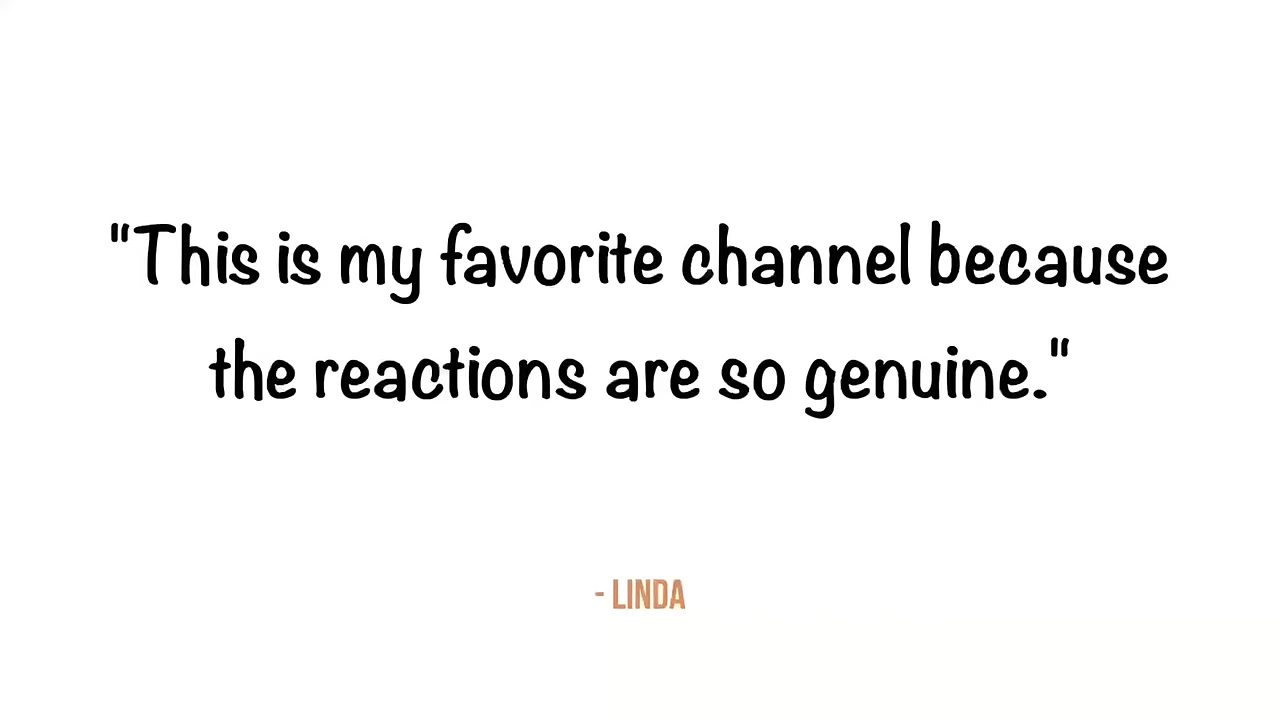 "This is my favorite channel because
the reactions are so genuine."
- LINDA